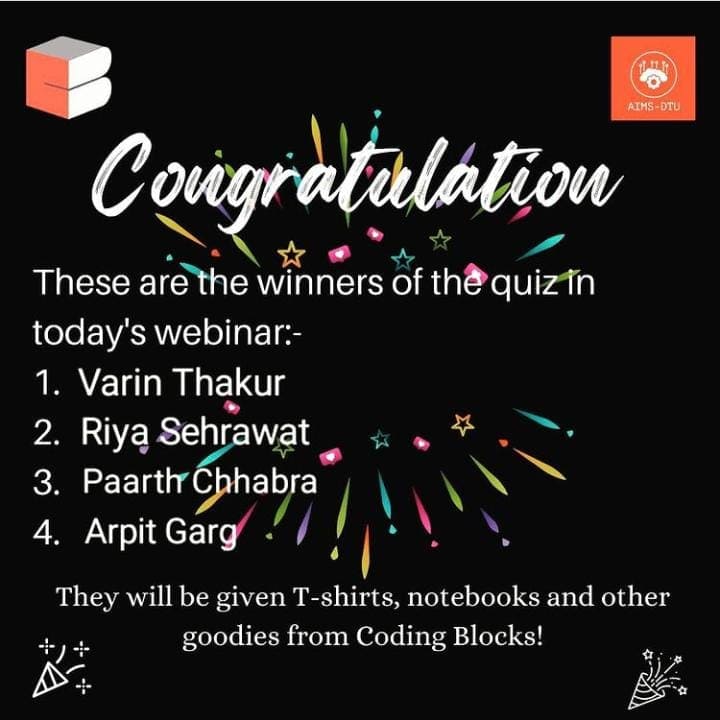 AIMS-DTU
Congratulation
These are the winners of the quiz in
today's webinar:-
1. Varin Thakur
2. Riya Sehrawat
3. Paarth Chhabra
4. Arpit Garg
They will be given T-shirts, notebooks and other
goodies from Coding Blocks!